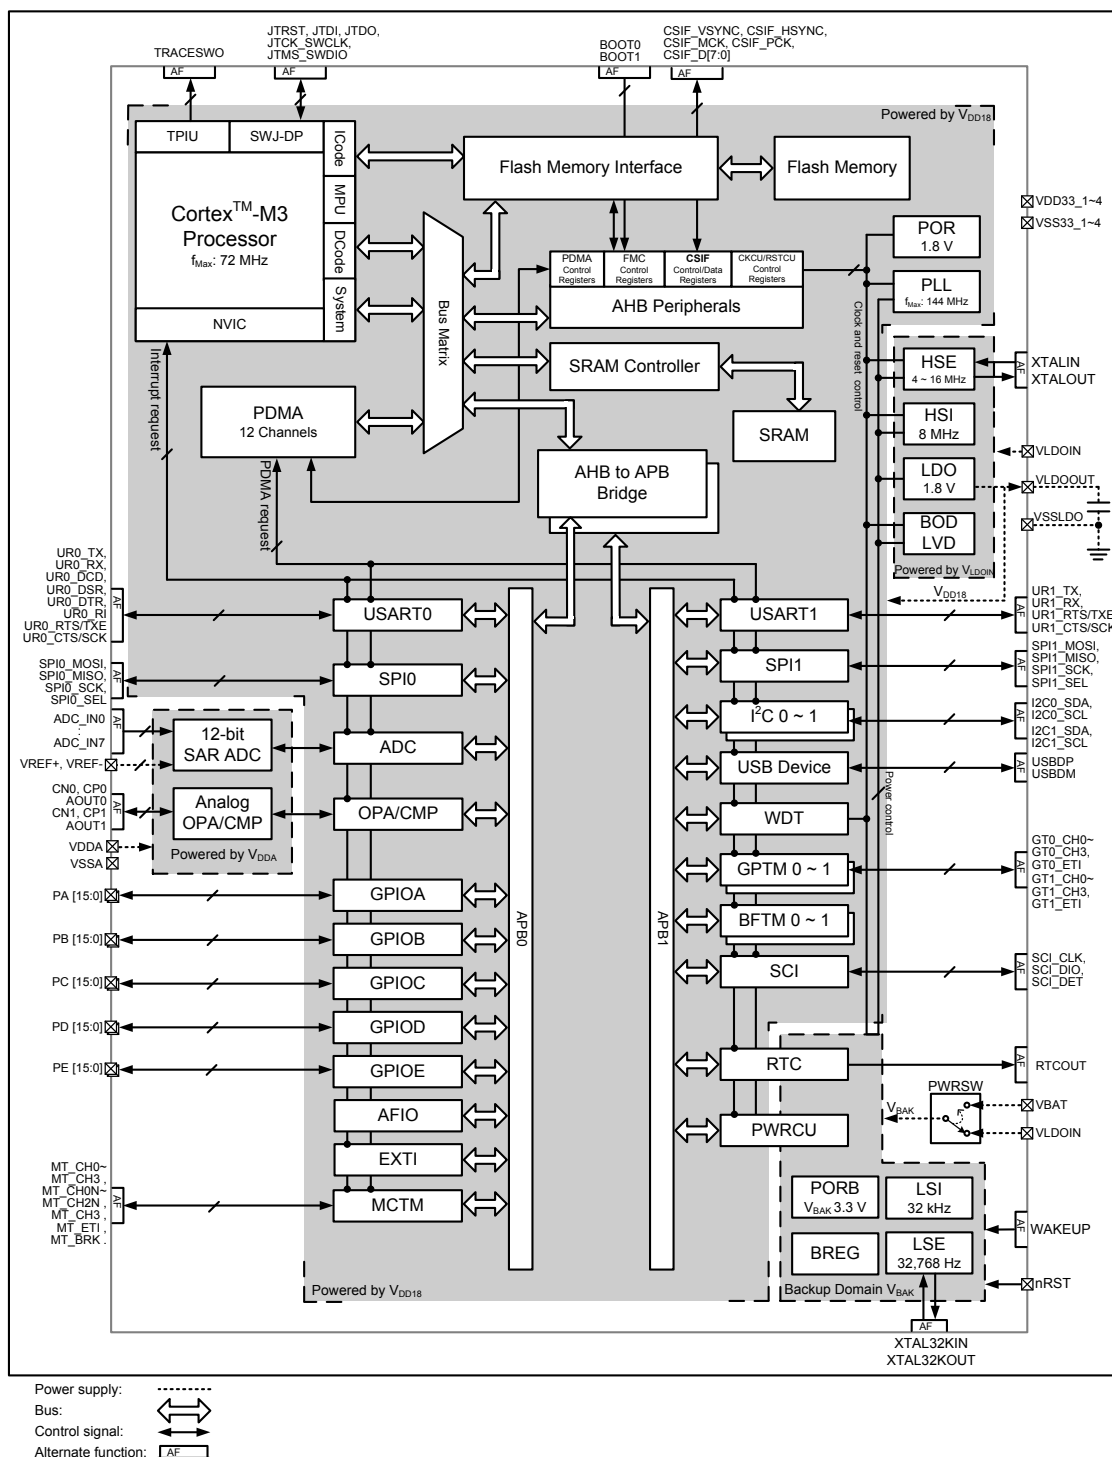 TRACESWO
JTRST, JTDI, JTDO,
JTCK_SWCLK,
JTMS_SWDIO
BOOT0
BOOT1
CSIF_VSYNC, CSIF_HSYNC,
CSIF_MCK, CSIF_PCK,
CSIF_D[7:0]
AF
AF
AF
AF
Powered by VDD18
TPIU
SWJ-DP
ICode
MPU
DCode
System
Cortex™-M3
Processor
fMax: 72 MHz
NVIC
Flash Memory Interface
Flash Memory
VDD33_1~4
VSS33_1~4
POR
1.8 V
PDMA
Control
Registers
FMC
Control
Registers
CSIF
Control/Data
Registers
CKCU/RSTCU
Control
Registers
AHB Peripherals
PLL
fMax: 144 MHz
Bus Matrix
Clock and reset control
Interrupt request
SRAM Controller
HSE
4 ~ 16 MHz
AF
XTALIN
XTALOUT
PDMA
12 Channels
SRAM
HSI
8 MHz
VLDOIN
PDMA request
AHB to APB
Bridge
LDO
1.8 V
VLDOOUT
BOD
LVD
VSSLDO
Powered by VLDOIN
VDD18
UR0_TX,
UR0_RX,
UR0_DCD,
UR0_DSR,
UR0_DTR,
UR0_RI
UR0_RTS/TXE
UR0_CTS/SCK
AF
USART0
USART1
AF
UR1_TX,
UR1_RX,
UR1_RTS/TXE
UR1_CTS/SCK
SPI0_MOSI,
SPI0_MISO,
SPI0_SCK,
SPI0_SEL
AF
SPI0
SPI1
AF
SPI1_MOSI,
SPI1_MISO,
SPI1_SCK,
SPI1_SEL
ADC_IN0
:
ADC_IN7
AF
12-bit
SAR ADC
ADC
I2C 0 ~ 1
AF
I2C0_SDA,
I2C0_SCL
I2C1_SDA,
I2C1_SCL
VREF+, VREF-
USB Device
AF
USBDP
USBDM
CN0, CP0
AOUT0
CN1, CP1
AOUT1
AF
Analog
OPA/CMP
OPA/CMP
WDT
Power control
VDDA
VSSA
Powered by VDDA
GPTM 0 ~ 1
AF
GT0_CH0~
GT0_CH3,
GT0_ETI
GT1_CH0~
GT1_CH3,
GT1_ETI
PA [15:0]
GPIOA
APB0
APB1
BFTM 0 ~ 1
PB [15:0]
GPIOB
PC [15:0]
GPIOC
SCI
AF
SCI_CLK,
SCI_DIO,
SCI_DET
PD [15:0]
GPIOD
PE [15:0]
GPIOE
RTC
AF
RTCOUT
AFIO
PWRSW
VBAK
VBAT
PWRCU
VLDOIN
EXTI
MT_CH0~
MT_CH3 ,
MT_CH0N~
MT_CH2N ,
MT_CH3 ,
MT_ETI ,
MT_BRK .
AF
MCTM
PORB
VBAK 3.3 V
LSI
32 kHz
AF
WAKEUP
BREG
LSE
32,768 Hz
Powered by VDD18
Backup Domain VBAK
nRST
AF
XTAL32KIN
XTAL32KOUT
Power supply:
Bus:
Control signal:
Alternate function:
AF